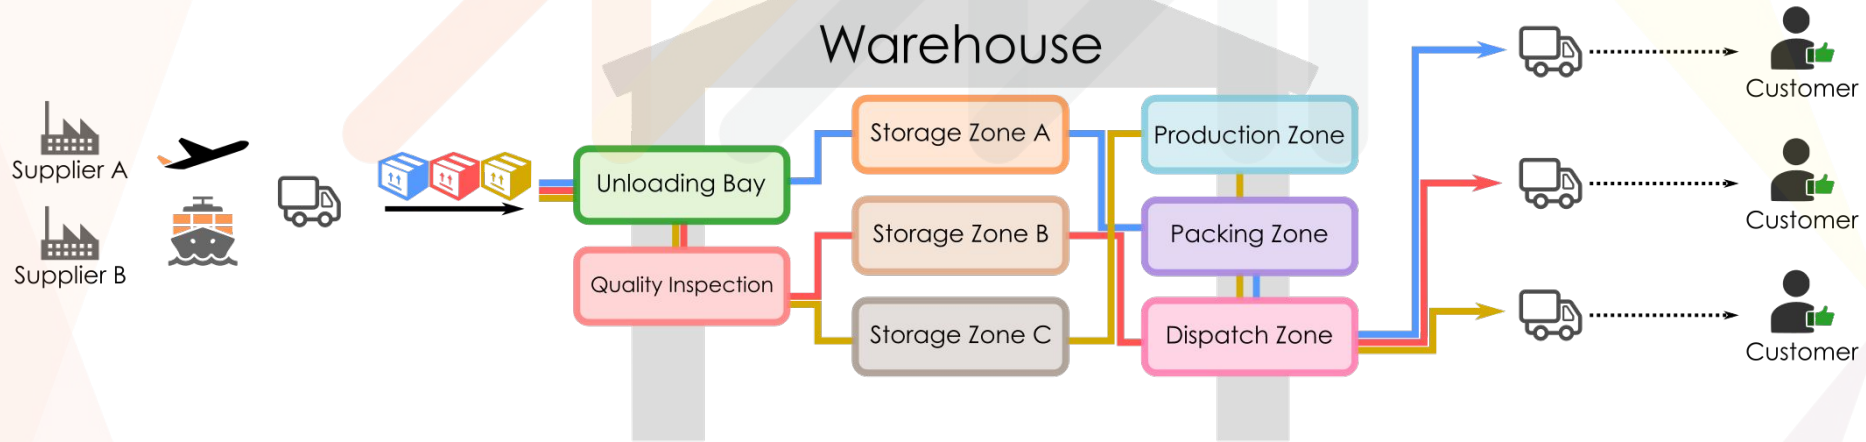 Warehouse
Supplier A
Supplier B
Unloading Bay
Quality Inspection
Storage Zone A
Storage Zone B
Storage Zone C
Production Zone
Packing Zone
Dispatch Zone
Customer
Customer
Customer